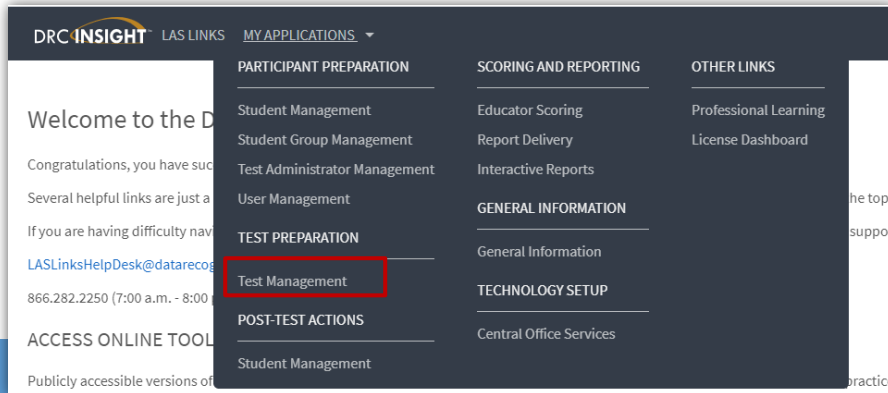 DRC INSIGHT™ LAS LINKS MY APPLICATIONS
PARTICIPANT PREPARATION
Student Management
Student Group Management
Test Administrator Management
User Management
TEST PREPARATION
Test Management
POST-TEST ACTIONS
Student Management
SCORING AND REPORTING
Educator Scoring
Report Delivery
Interactive Reports
GENERAL INFORMATION
General Information
TECHNOLOGY SETUP
Central Office Services
OTHER LINKS
Professional Learning
License Dashboard
Welcome to the D
Congratulations, you have suc
Several helpful links are just a he top
If you are having difficulty navi suppo
LASLinksHelpDesk@datarecog
866.282.2250 (7:00 a.m. - 8:00
ACCESS ONLINE TOOL
Publicly accessible versions of practice